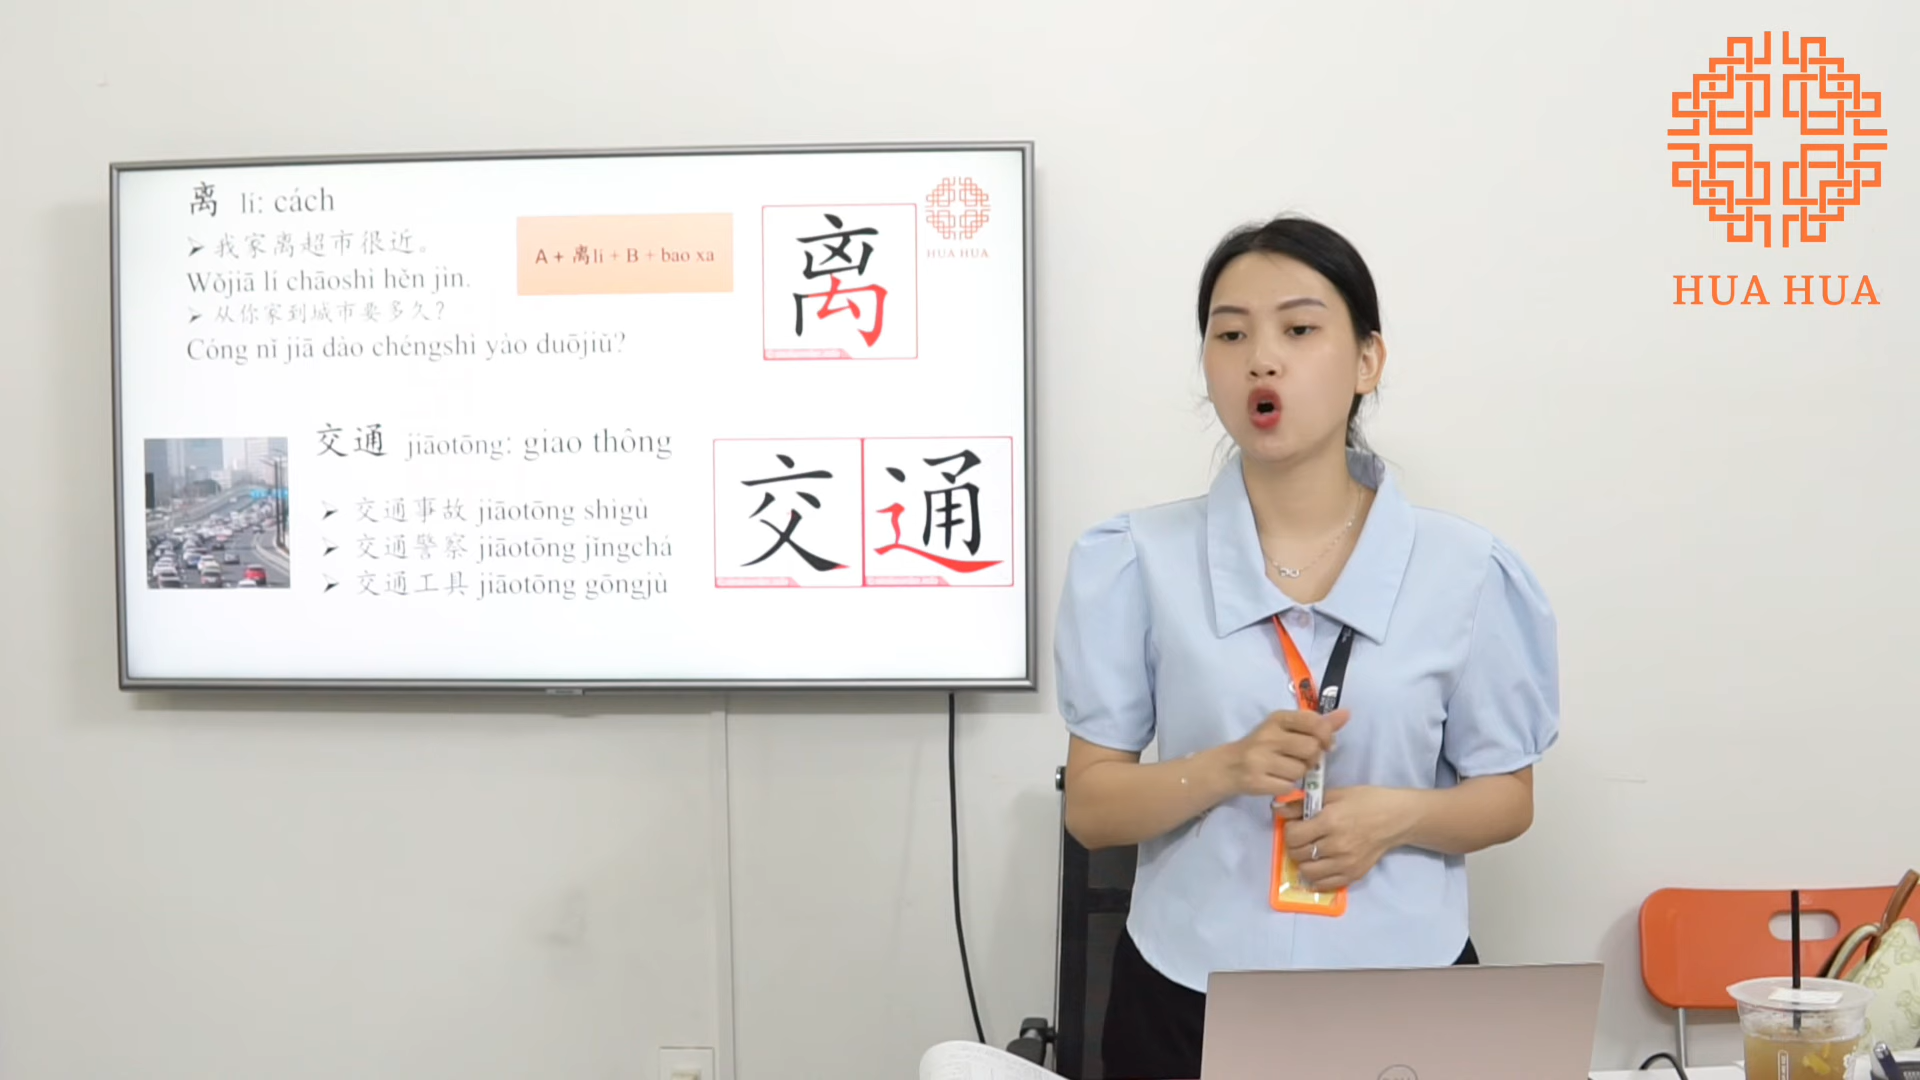 离 lí: cách
➢ 我家离超市很近。
Wǒjiā lí chāoshì hěn jìn.
➢ 从你家到城市要多久?
Cóng nǐ jiā dào chéngshì yào duōjiǔ?
A + 离lí + B + bao xa
离
HUA HUA
交通 jiāotōng: giao thông
➢ 交通事故 jiāotōng shìgù
➢ 交通警察 jiāotōng jǐngchá
➢ 交通工具 jiāotōng gōngjù
交通
HUA HUA